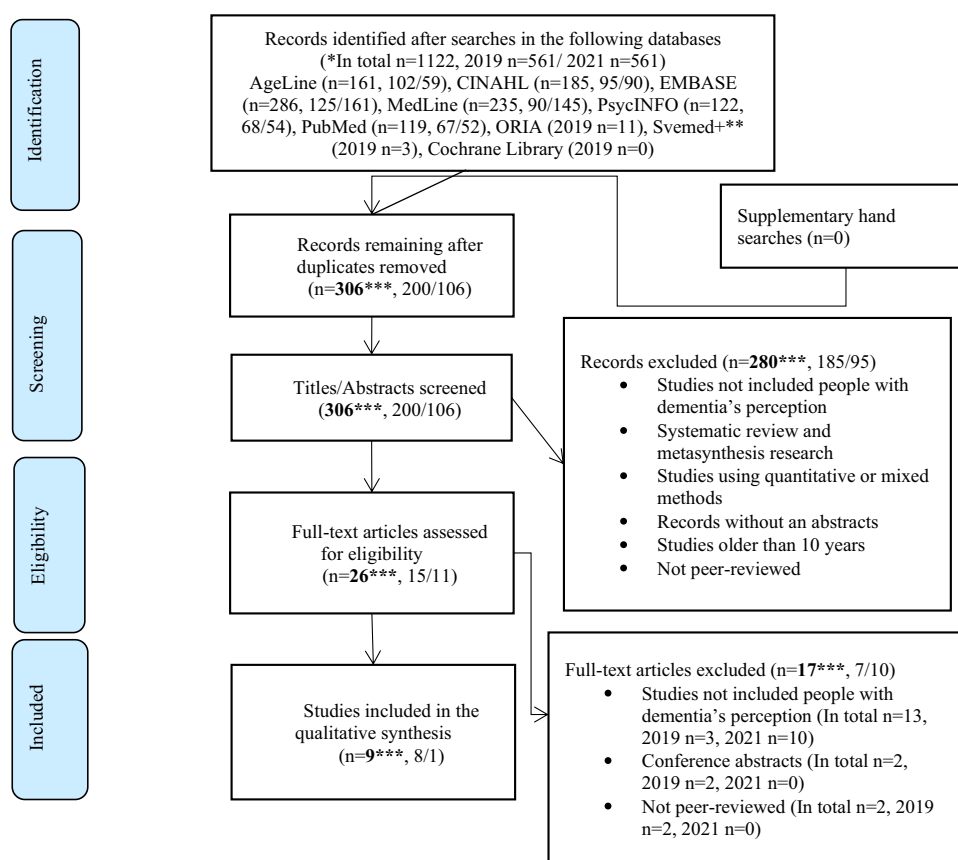 Identification
Records identified after searches in the following databases
(*In total n=1122, 2019 n=561/ 2021 n=561)
AgeLine (n=161, 102/59), CINAHL (n=185, 95/90), EMBASE
(n=286, 125/161), MedLine (n=235, 90/145), PsycINFO (n=122,
68/54), PubMed (n=119, 67/52), ORIA (2019 n=11), Svemed+**
(2019 n=3), Cochrane Library (2019 n=0)
Supplementary hand
searches (n=0)
Screening
Records remaining after
duplicates removed
(n=306***, 200/106)
Titles/Abstracts screened
(306***, 200/106)
Records excluded (n=280***, 185/95)
• Studies not included people with
dementia’s perception
• Systematic review and
metasynthesis research
• Studies using quantitative or mixed
methods
• Records without an abstracts
• Studies older than 10 years
• Not peer-reviewed
Eligibility
Full-text articles assessed
for eligibility
(n=26***, 15/11)
Included
Studies included in the
qualitative synthesis
(n=9***, 8/1)
Full-text articles excluded (n=17***, 7/10)
• Studies not included people with
dementia’s perception (In total n=13,
2019 n=3, 2021 n=10)
• Conference abstracts (In total n=2,
2019 n=2, 2021 n=0)
• Not peer-reviewed (In total n=2, 2019
n=2, 2021 n=0)